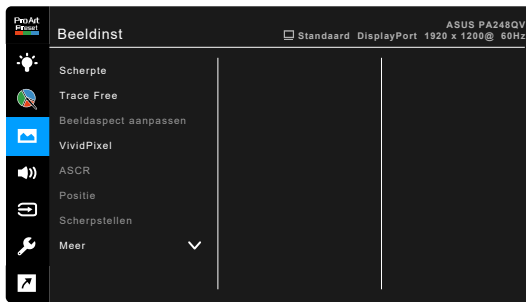 ProArt
Preset
Beeldinst
ASUS PA248QV
Standaard DisplayPort 1920 x 1200@ 60Hz
Scherpte
Trace Free
Beeldaspect aanpassen
VividPixel
ASCR
Positie
Scherpstellen
Meer